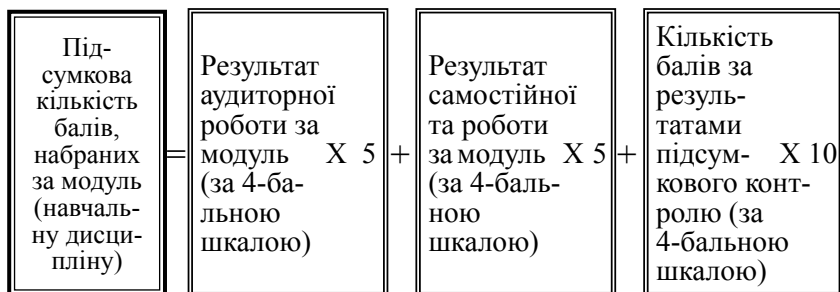 Під-
сумкова
кількість
балів,
набраних
за модуль
(навчаль-
ну дисци-
пліну)
=
Результат
аудиторної
роботи за
модуль X 5
(за 4-ба-
льною
шкалою)
+
Результат
самостійної
та роботи
за модуль X 5
(за 4-баль-
ною
шкалою)
+
Кількість
балів за
резуль-
татами
підсум- X 10
кового конт-
ролю (за
4-бальною
шкалою)